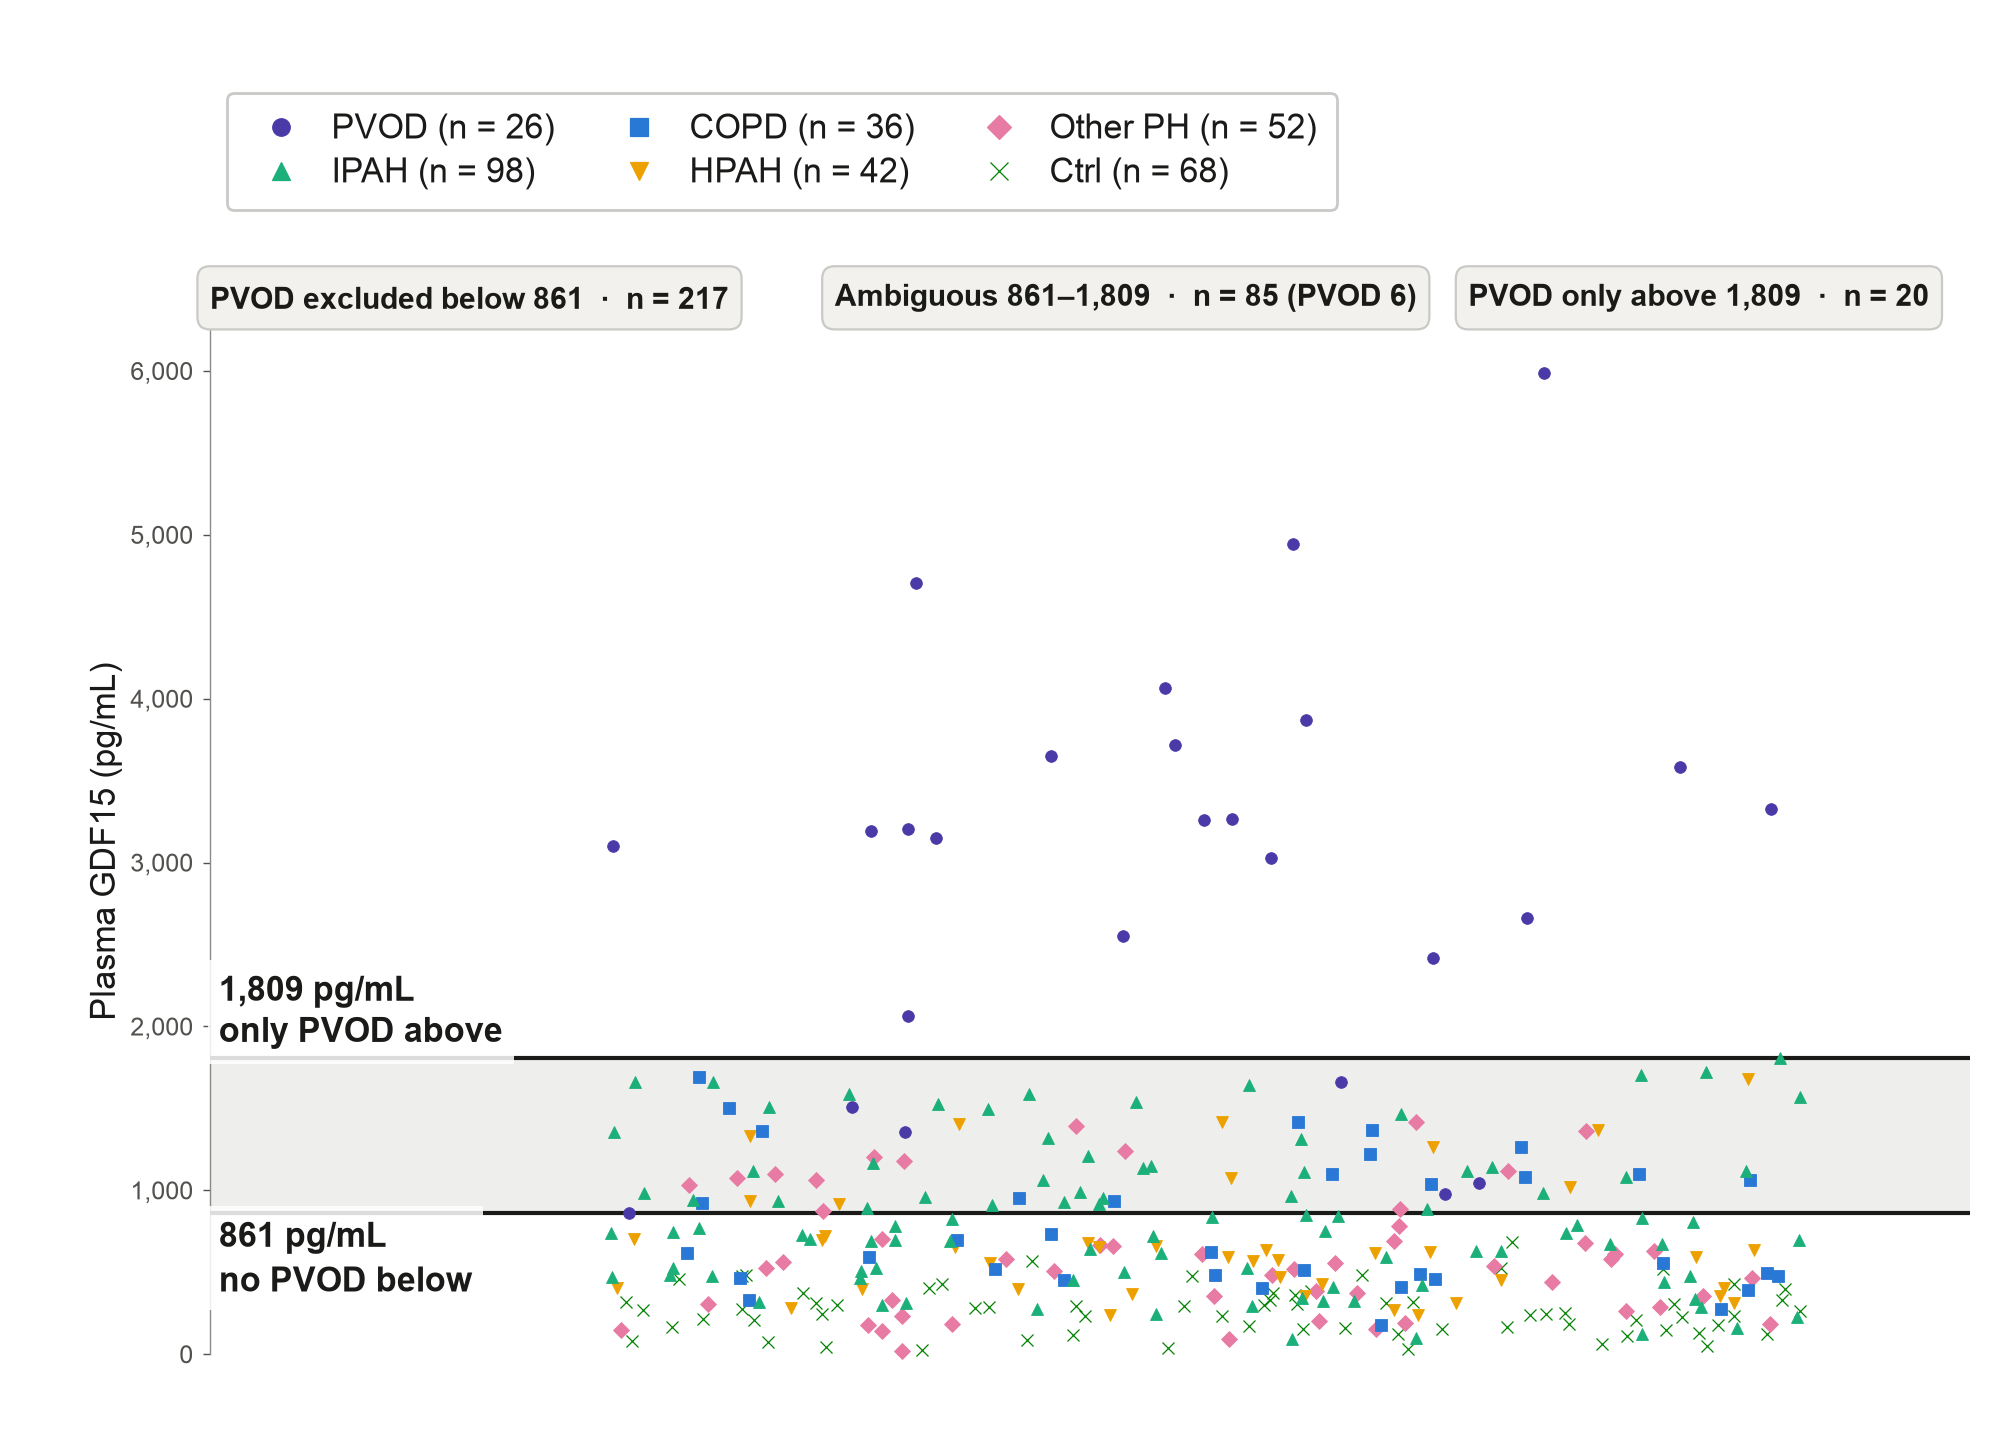 PVOD (n = 26)
COPD (n = 36)
Other PH (n = 52)
IPAH (n = 98)
HPAH (n = 42)
Ctrl (n = 68)
PVOD excluded below 861 · n = 217
Ambiguous 861–1,809 · n = 85 (PVOD 6)
PVOD only above 1,809 · n = 20
Plasma GDF15 (pg/mL)
6,000
5,000
4,000
3,000
2,000
1,000
0
1,809 pg/mL
only PVOD above
861 pg/mL
no PVOD below